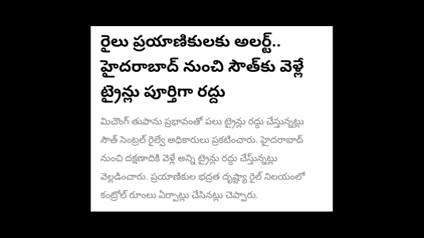 రైలు ప్రయాణికులకు అలర్ట్..
హైదరాబాద్ నుంచి సౌత్‌కు వెళ్లే
ట్రైన్లు పూర్తిగా రద్దు
మిచౌంగ్ తుపాను ప్రభావంతో పలు ట్రైన్లు రద్దు చేస్తున్నట్లు
సౌత్ సెంట్రల్ రైల్వే అధికారులు ప్రకటించారు. హైదరాబాద్
నుంచి దక్షిణాదికి వెళ్లే అన్ని ట్రైన్లు రద్దు చేస్తున్నట్లు
వెల్లడించారు. ప్రయాణికుల భద్రత దృష్ట్యా రైల్ నిలయంలో
కంట్రోల్ రూంలు ఏర్పాట్లు చేసినట్లు చెప్పారు.